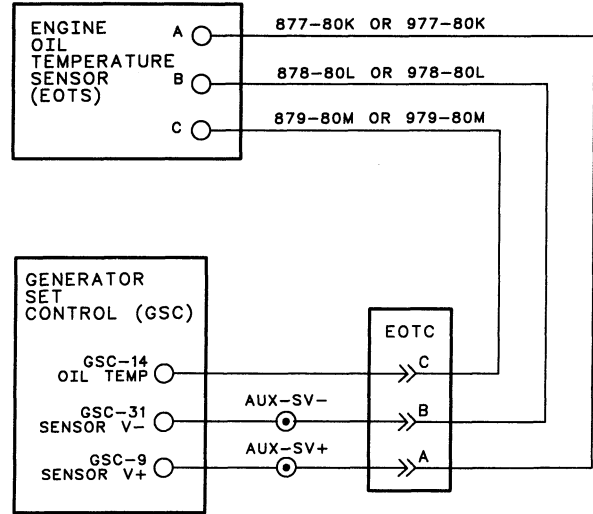 ENGINE
OIL
TEMPERATURE
SENSOR
(EOTS)
A
877-80K OR 977-80K
B
878-80L OR 978-80L
C
879-80M OR 979-80M
GENERATOR
SET
CONTROL (GSC)
EOTC
GSC-14
OIL TEMP
C
GSC-31
SENSOR V-
AUX-SV-
B
GSC-9
SENSOR V+
AUX-SV+
A